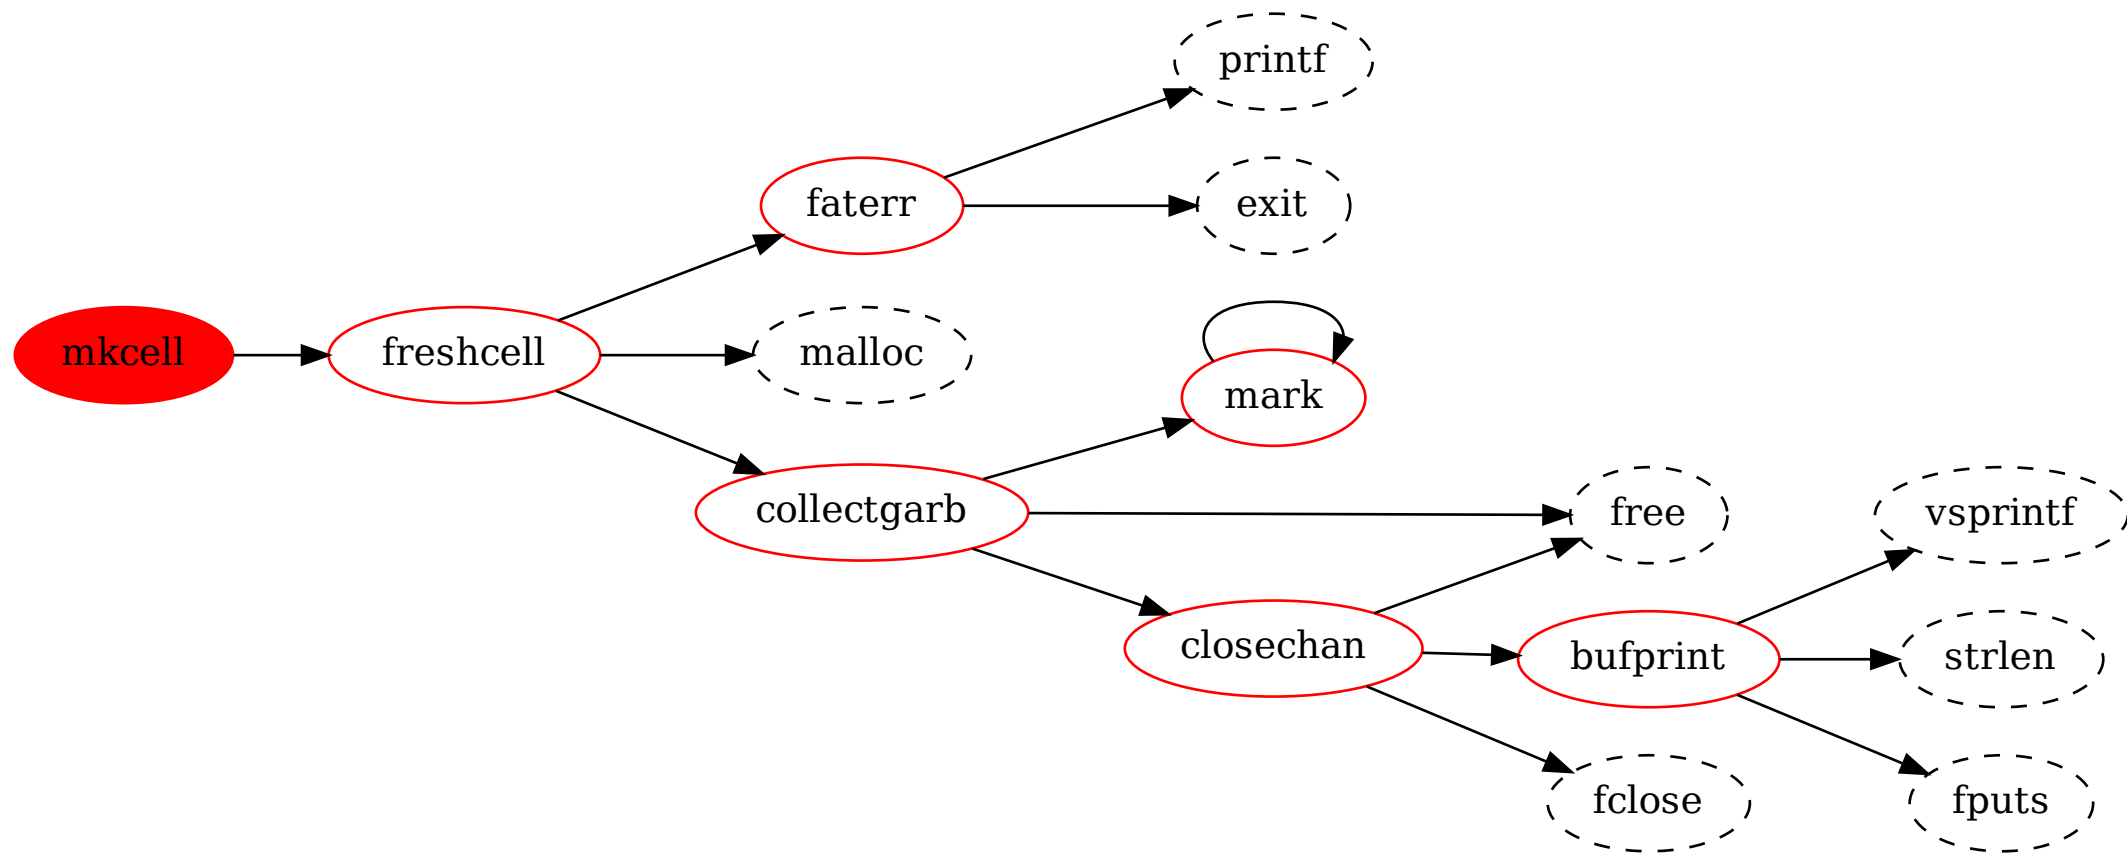 printf
faterr
exit
mkcell
freshcell
malloc
mark
collectgarb
free
vsprintf
closechan
bufprint
strlen
fclose
fputs